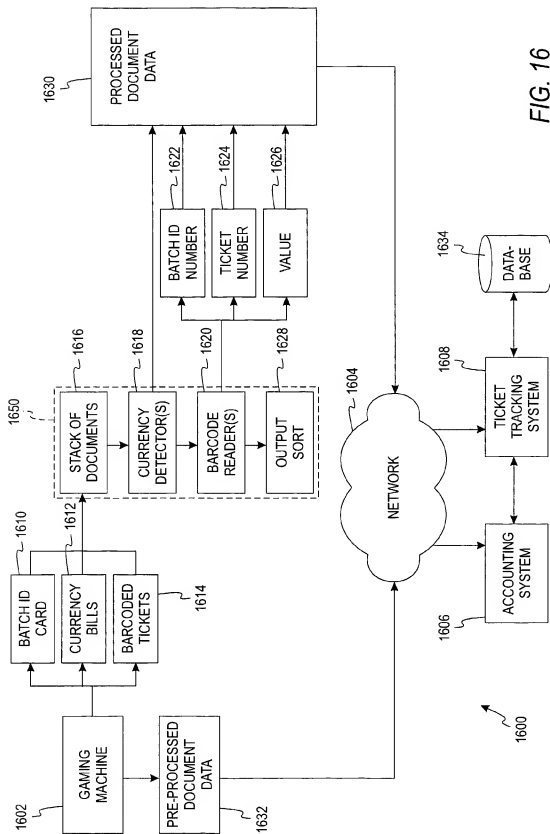 1602
GAMING
MACHINE
1632
PRE-PROCESSED
DOCUMENT
DATA
1610
BATCH ID
CARD
1612
CURRENCY
BILLS
1614
BARCODED
TICKETS
1650
1616
STACK OF
DOCUMENTS
1618
CURRENCY
DETECTOR(S)
1620
BARCODE
READER(S)
1628
OUTPUT
SORT
1622
BATCH ID
NUMBER
1624
TICKET
NUMBER
1626
VALUE
1630
PROCESSED
DOCUMENT
DATA
1604
NETWORK
1606
ACCOUNTING
SYSTEM
1608
TICKET
TRACKING
SYSTEM
1634
DATA-
BASE
1600
FIG. 16